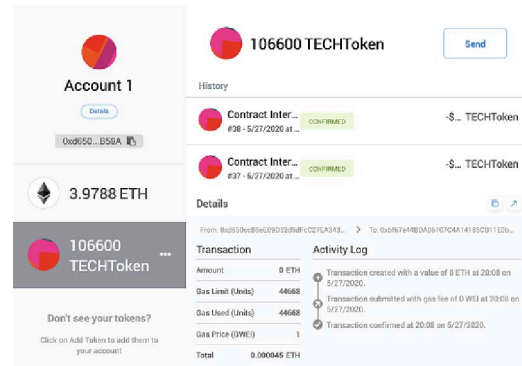 Account 1
Details
0xd650...B59A
3.9788 ETH
106600
TECHToken
Don't see your tokens?
Click on Add Token to add them to
your account
106600 TECHToken
Send
History
Contract Inter...
CONFIRMED
-$... TECHToken
#38 - 5/27/2020 at ...
Contract Inter...
CONFIRMED
-$... TECHToken
#37 - 5/27/2020 at ...
Details
From:
To:
Transaction
Amount 0 ETH
Gas Limit (Units) 44668
Gas Used (Units) 44668
Gas Price (GWEI) 1
Total 0.000045 ETH
Activity Log
Transaction created with a value of 0 ETH at 20:08 on
5/27/2020.
Transaction submitted with gas fee of 0 WEI at 20:08 on
5/27/2020.
Transaction confirmed at 20:08 on 5/27/2020.